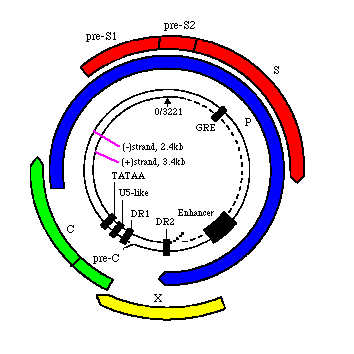 pre-S2
pre-S1
S
0/3221
P
GRE
(-)strand, 2.4kb
(+)strand, 3.4kb
TATAA
U5-like
DR1
Enhancer
DR2
C
pre-C
X